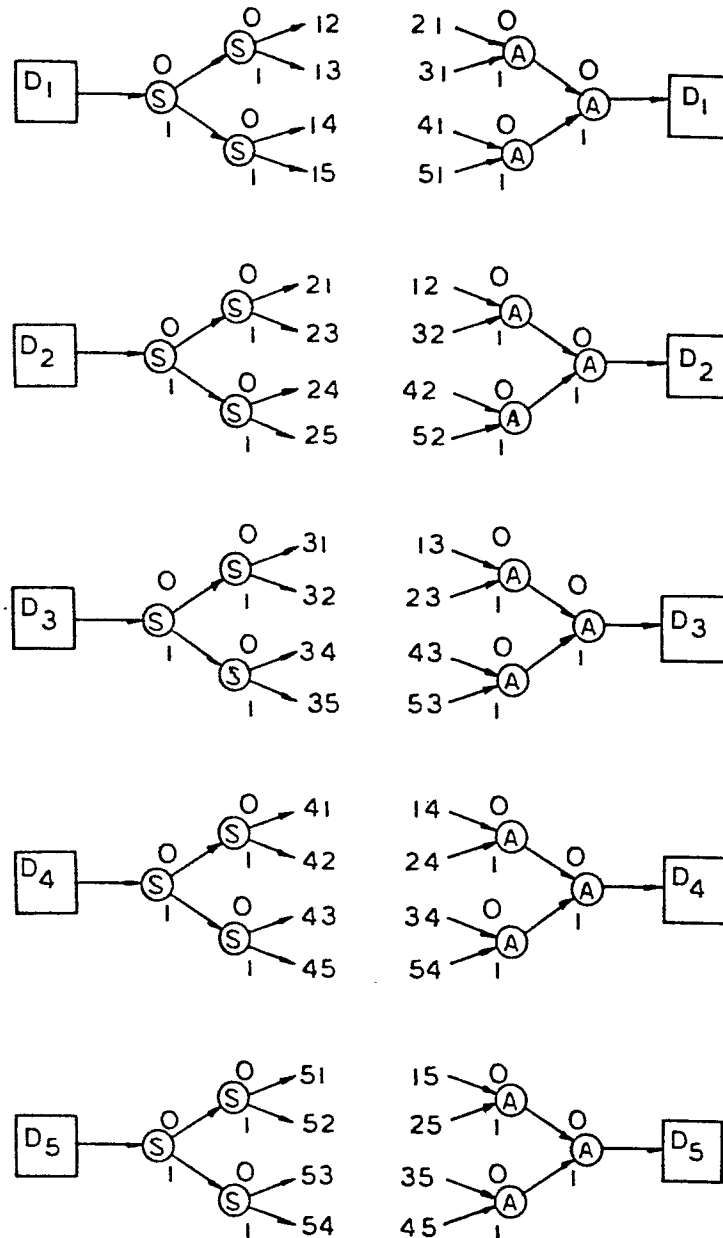 0 12 21 0
D1 0 S 13 31 A 0 D1
S 1 1 A
1 0 14 41 0 1
S 15 51 A
1 1
0 21 12 0
D2 0 S 23 32 A 0 D2
S 1 1 A
1 0 24 42 0 1
S 25 52 A
1 1
0 31 13 0
D3 0 S 32 23 A 0 D3
S 1 1 A
1 0 34 43 0 1
S 35 53 A
1 1
0 41 14 0
D4 0 S 42 24 A 0 D4
S 1 1 A
1 0 43 34 0 1
S 45 54 A
1 1
0 51 15 0
D5 0 S 52 25 A 0 D5
S 1 1 A
1 0 53 35 0 1
S 54 45 A
1 1